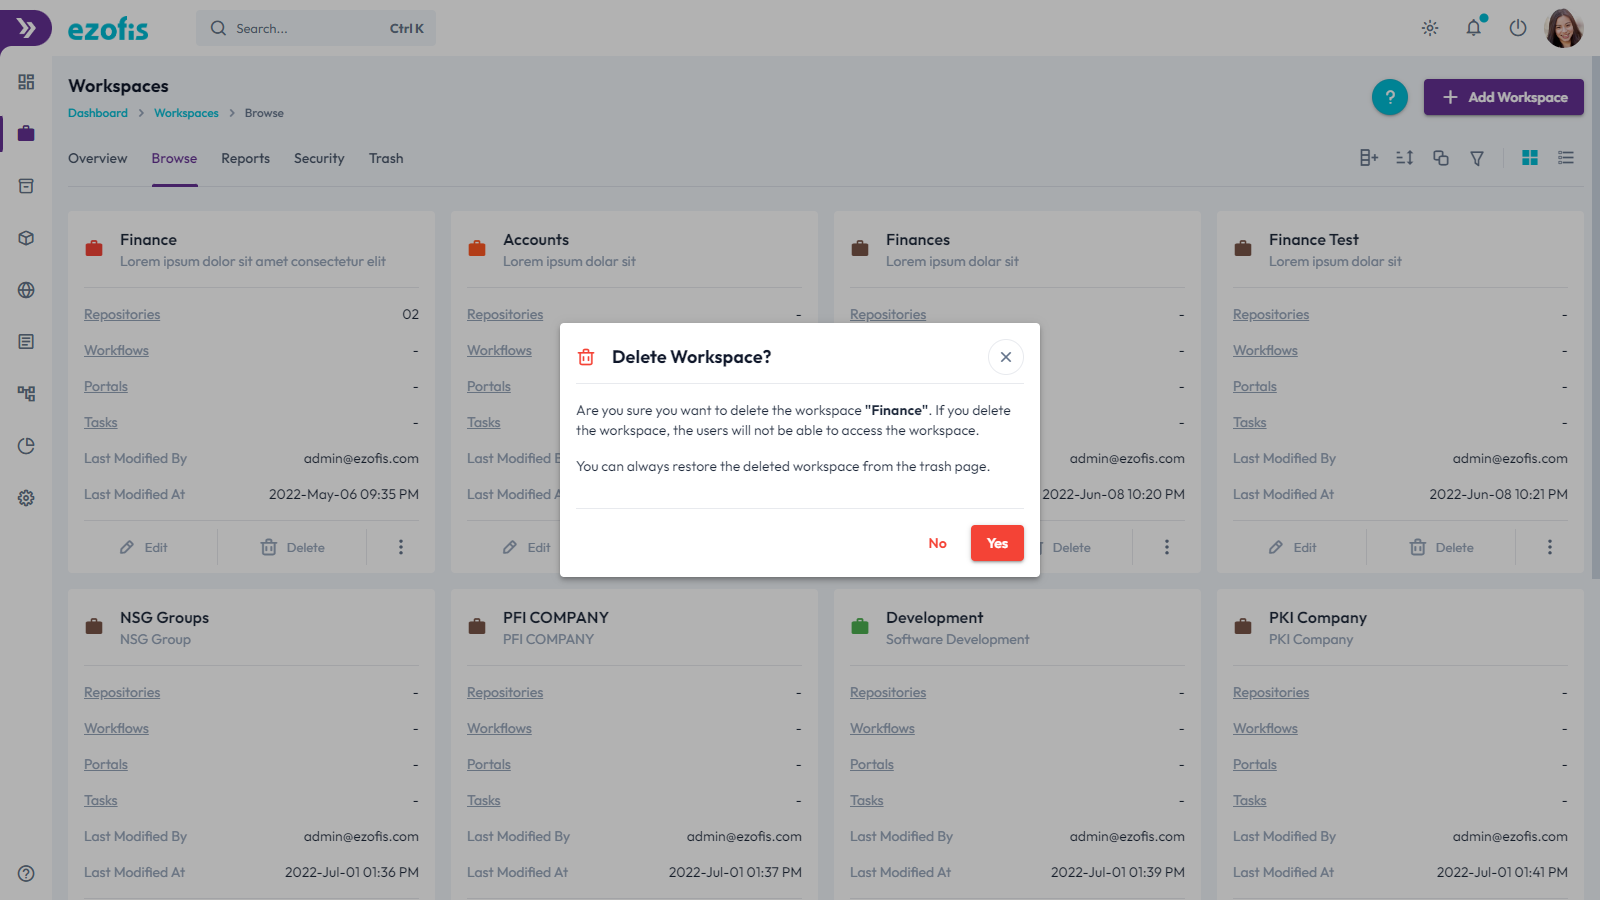 ezofis
Search...
Ctrl K
Workspaces
Dashboard
Workspaces
Browse
?
Add Workspace
Overview
Browse
Reports
Security
Trash
Finance
Lorem ipsum dolor sit amet consectetur elit
Repositories 02
Workflows -
Portals -
Tasks -
Last Modified By admin@ezofis.com
Last Modified At 2022-May-06 09:35 PM
Edit Delete
Accounts
Lorem ipsum dolar sit
Repositories -
Workflows
Portals
Tasks
Last Modified
Last Modified
Edit
Finances
Lorem ipsum dolar sit
Repositories -
-
-
-
admin@ezofis.com
2022-Jun-08 10:20 PM
Delete
Finance Test
Lorem ipsum dolar sit
Repositories -
Workflows -
Portals -
Tasks -
Last Modified By admin@ezofis.com
Last Modified At 2022-Jun-08 10:21 PM
Edit Delete
Delete Workspace?
Are you sure you want to delete the workspace "Finance". If you delete
the workspace, the users will not be able to access the workspace.
You can always restore the deleted workspace from the trash page.
No
Yes
NSG Groups
NSG Group
Repositories -
Workflows -
Portals -
Tasks -
Last Modified By admin@ezofis.com
Last Modified At 2022-Jul-01 01:36 PM
PFI COMPANY
PFI COMPANY
Repositories -
Workflows -
Portals -
Tasks -
Last Modified By admin@ezofis.com
Last Modified At 2022-Jul-01 01:37 PM
Development
Software Development
Repositories -
Workflows -
Portals -
Tasks -
Last Modified By admin@ezofis.com
Last Modified At 2022-Jul-01 01:39 PM
PKI Company
PKI Company
Repositories -
Workflows -
Portals -
Tasks -
Last Modified By admin@ezofis.com
Last Modified At 2022-Jul-01 01:41 PM